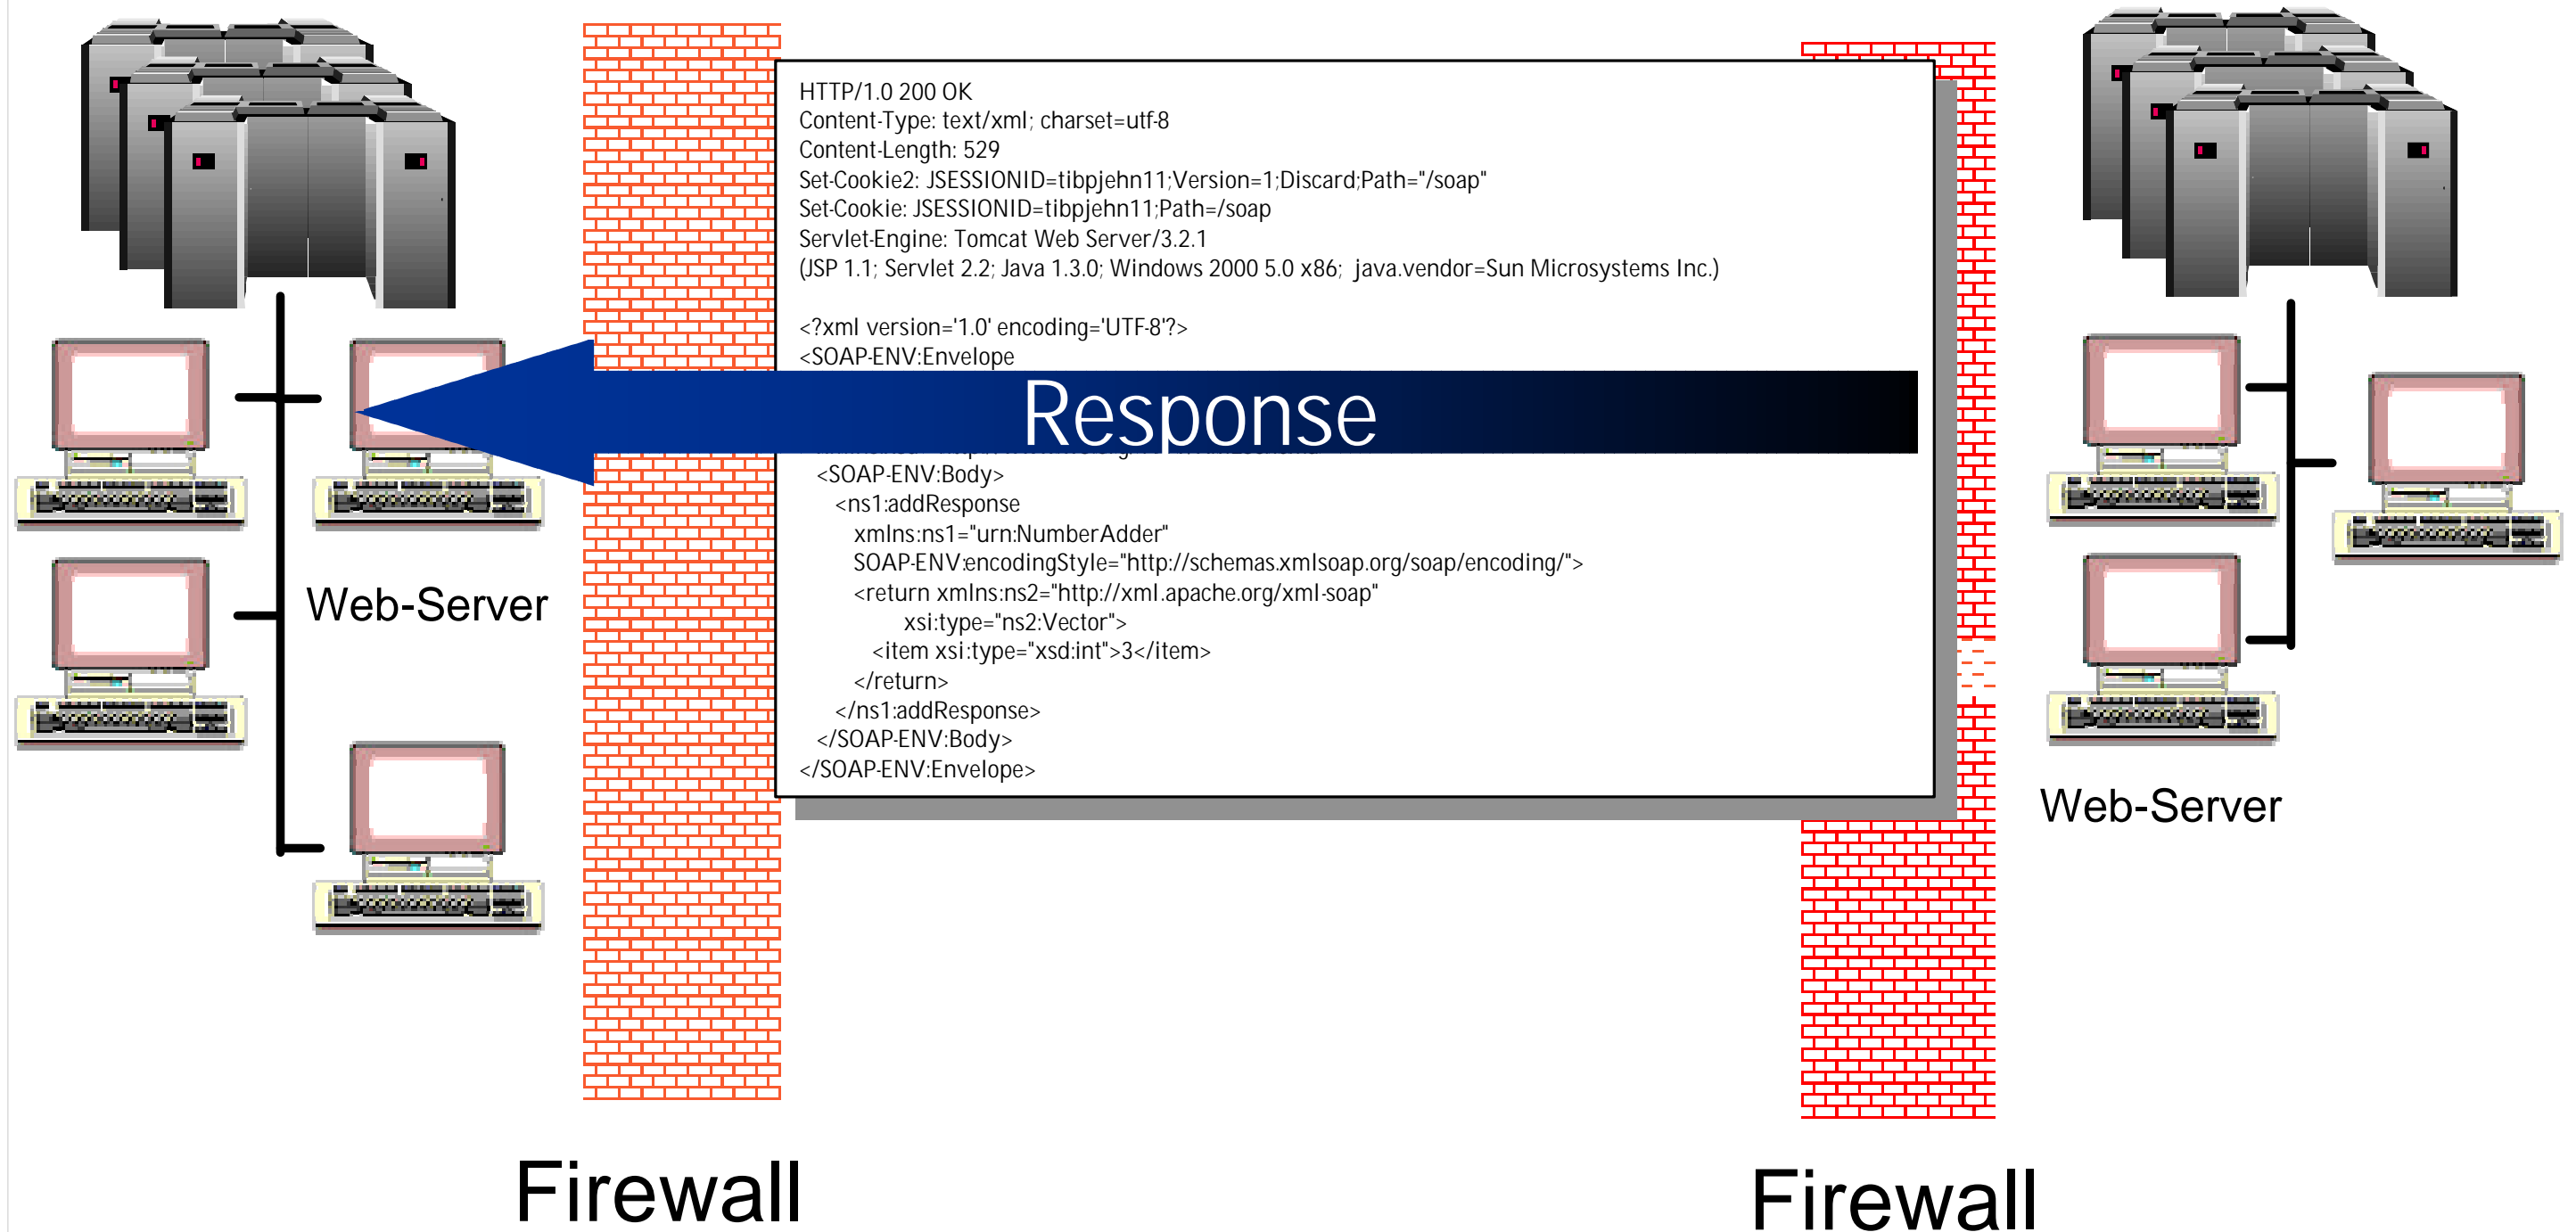 HTTP/1.0 200 OK
Content-Type: text/xml; charset=utf-8
Content-Length: 529
Set-Cookie2: JSESSIONID=tibpjehn11;Version=1;Discard;Path="/soap"
Set-Cookie: JSESSIONID=tibpjehn11;Path=/soap
Servlet-Engine: Tomcat Web Server/3.2.1
(JSP 1.1; Servlet 2.2; Java 1.3.0; Windows 2000 5.0 x86; java.vendor=Sun Microsystems Inc.)
<?xml version='1.0' encoding='UTF-8'?>
<SOAP-ENV:Envelope
Response
<SOAP-ENV:Body>
<ns1:addResponse
xmlns:ns1="urn:NumberAdder"
SOAP-ENV:encodingStyle="http://schemas.xmlsoap.org/soap/encoding/">
<return xmlns:ns2="http://xml.apache.org/xml-soap"
xsi:type="ns2:Vector">
<item xsi:type="xsd:int">3</item>
</return>
</ns1:addResponse>
</SOAP-ENV:Body>
</SOAP-ENV:Envelope>
Web-Server
Web-Server
Firewall
Firewall